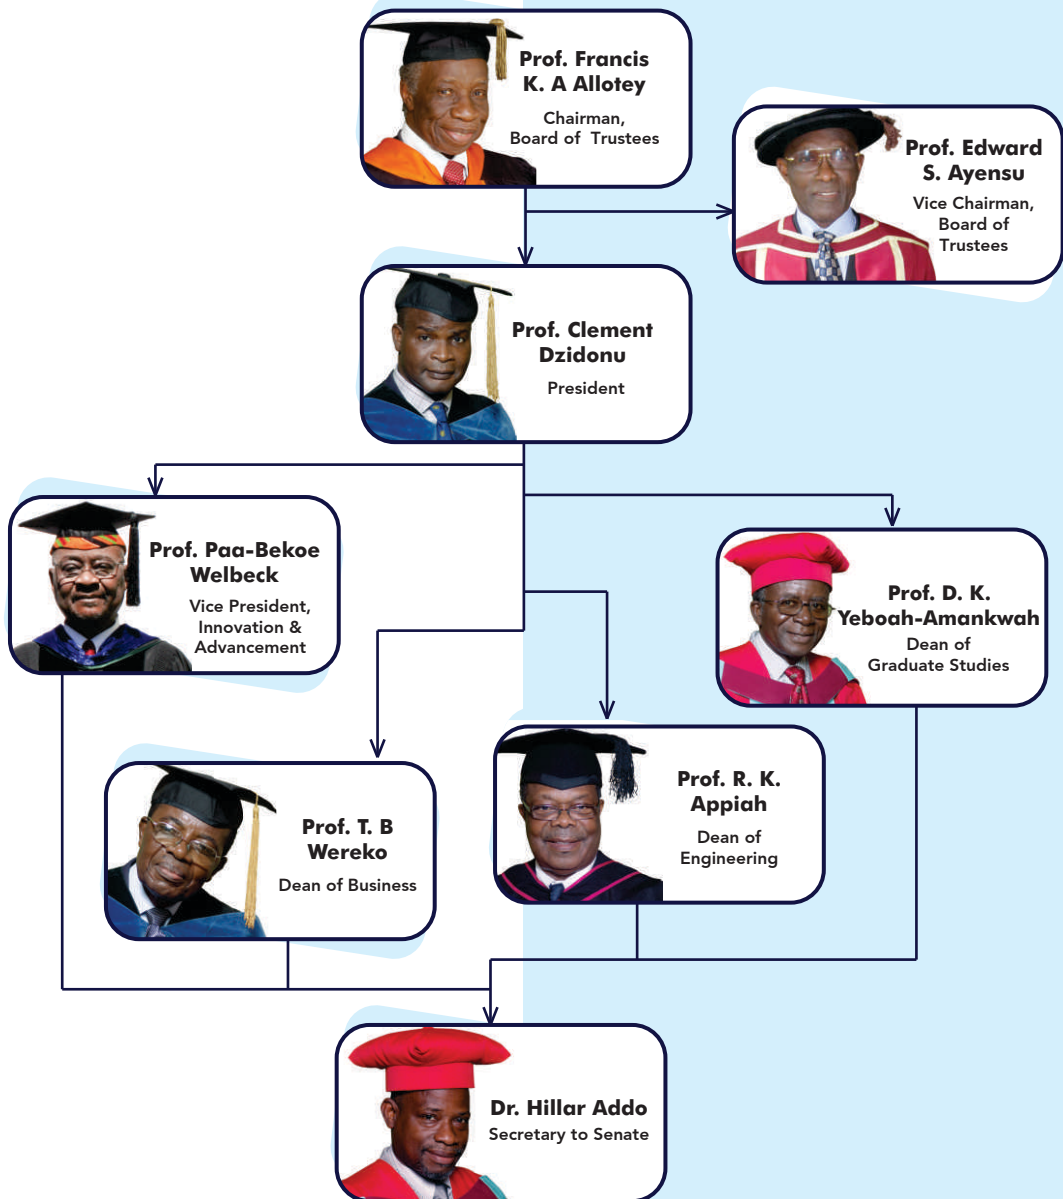 Prof. Francis
K. A Allotey
Chairman,
Board of Trustees
Prof. Edward
S. Ayensu
Vice Chairman,
Board of
Trustees
Prof. Clement
Dzidonu
President
Prof. Paa-Bekoe
Welbeck
Vice President,
Innovation &
Advancement
Prof. D. K.
Yeboah-Amankwah
Dean of
Graduate Studies
Prof. T. B
Wereko
Dean of Business
Prof. R. K.
Appiah
Dean of
Engineering
Dr. Hillar Addo
Secretary to Senate